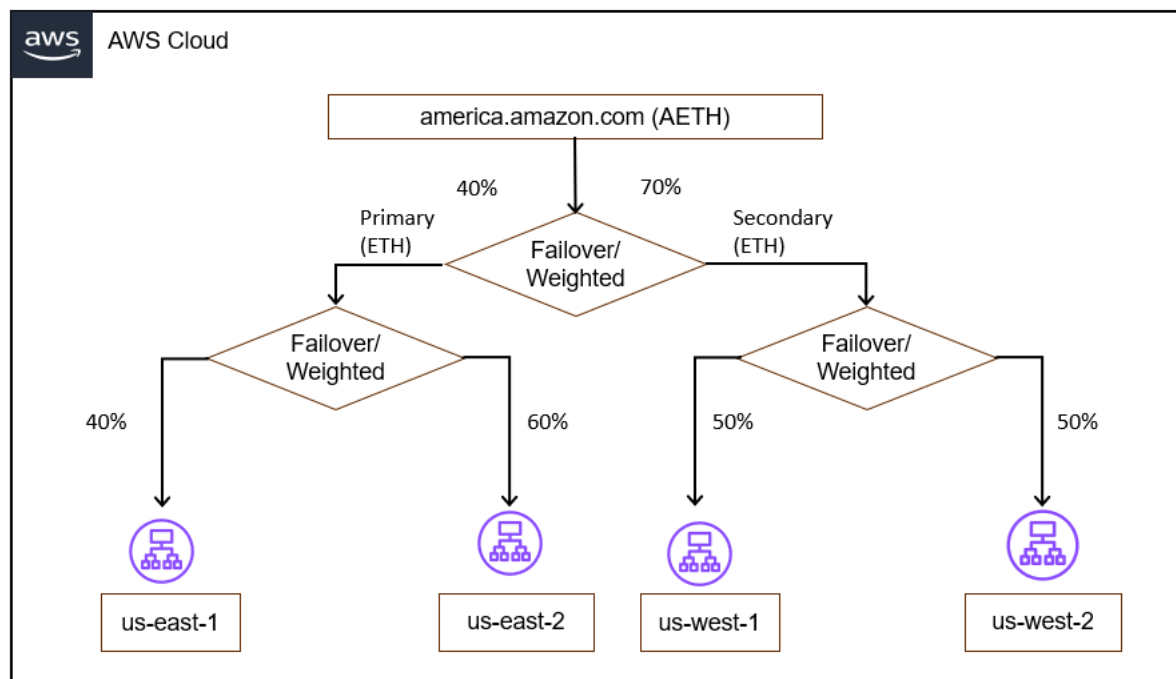 aws
AWS Cloud
america.amazon.com (AETH)
40%
70%
Primary
(ETH)
Secondary
(ETH)
Failover/
Weighted
Failover/
Weighted
Failover/
Weighted
40%
60%
50%
50%
us-east-1
us-east-2
us-west-1
us-west-2